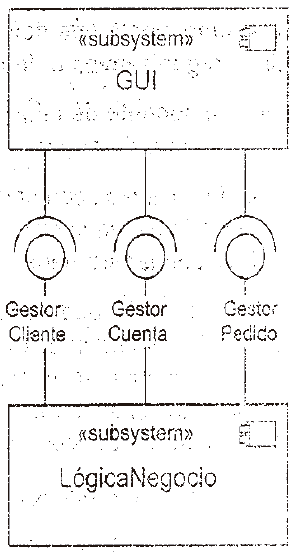 «subsystem»
GUI
Gestor
Cliente
Gestor
Cuenta
Gestor
Pedido
«subsystem»
LógicaNegocio